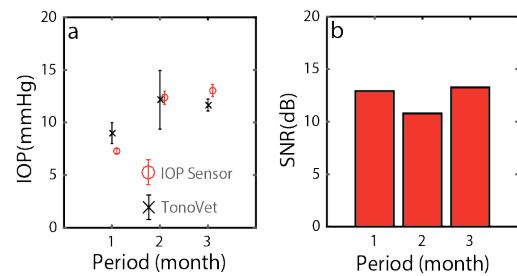 a
IOP(mmHg)
20
15
10
5
0
IOP Sensor
TonoVet
1 2 3
Period (month)
b
SNR(dB)
20
15
10
5
0
1 2 3
Period (month)